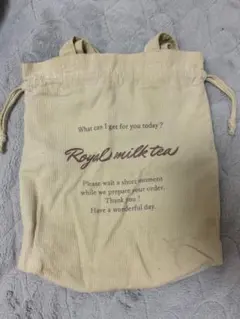 What can I get for you today?
Royal milk tea
Please wait a short moment
while we prepare your order.
Thank you!
Have a wonderful day.